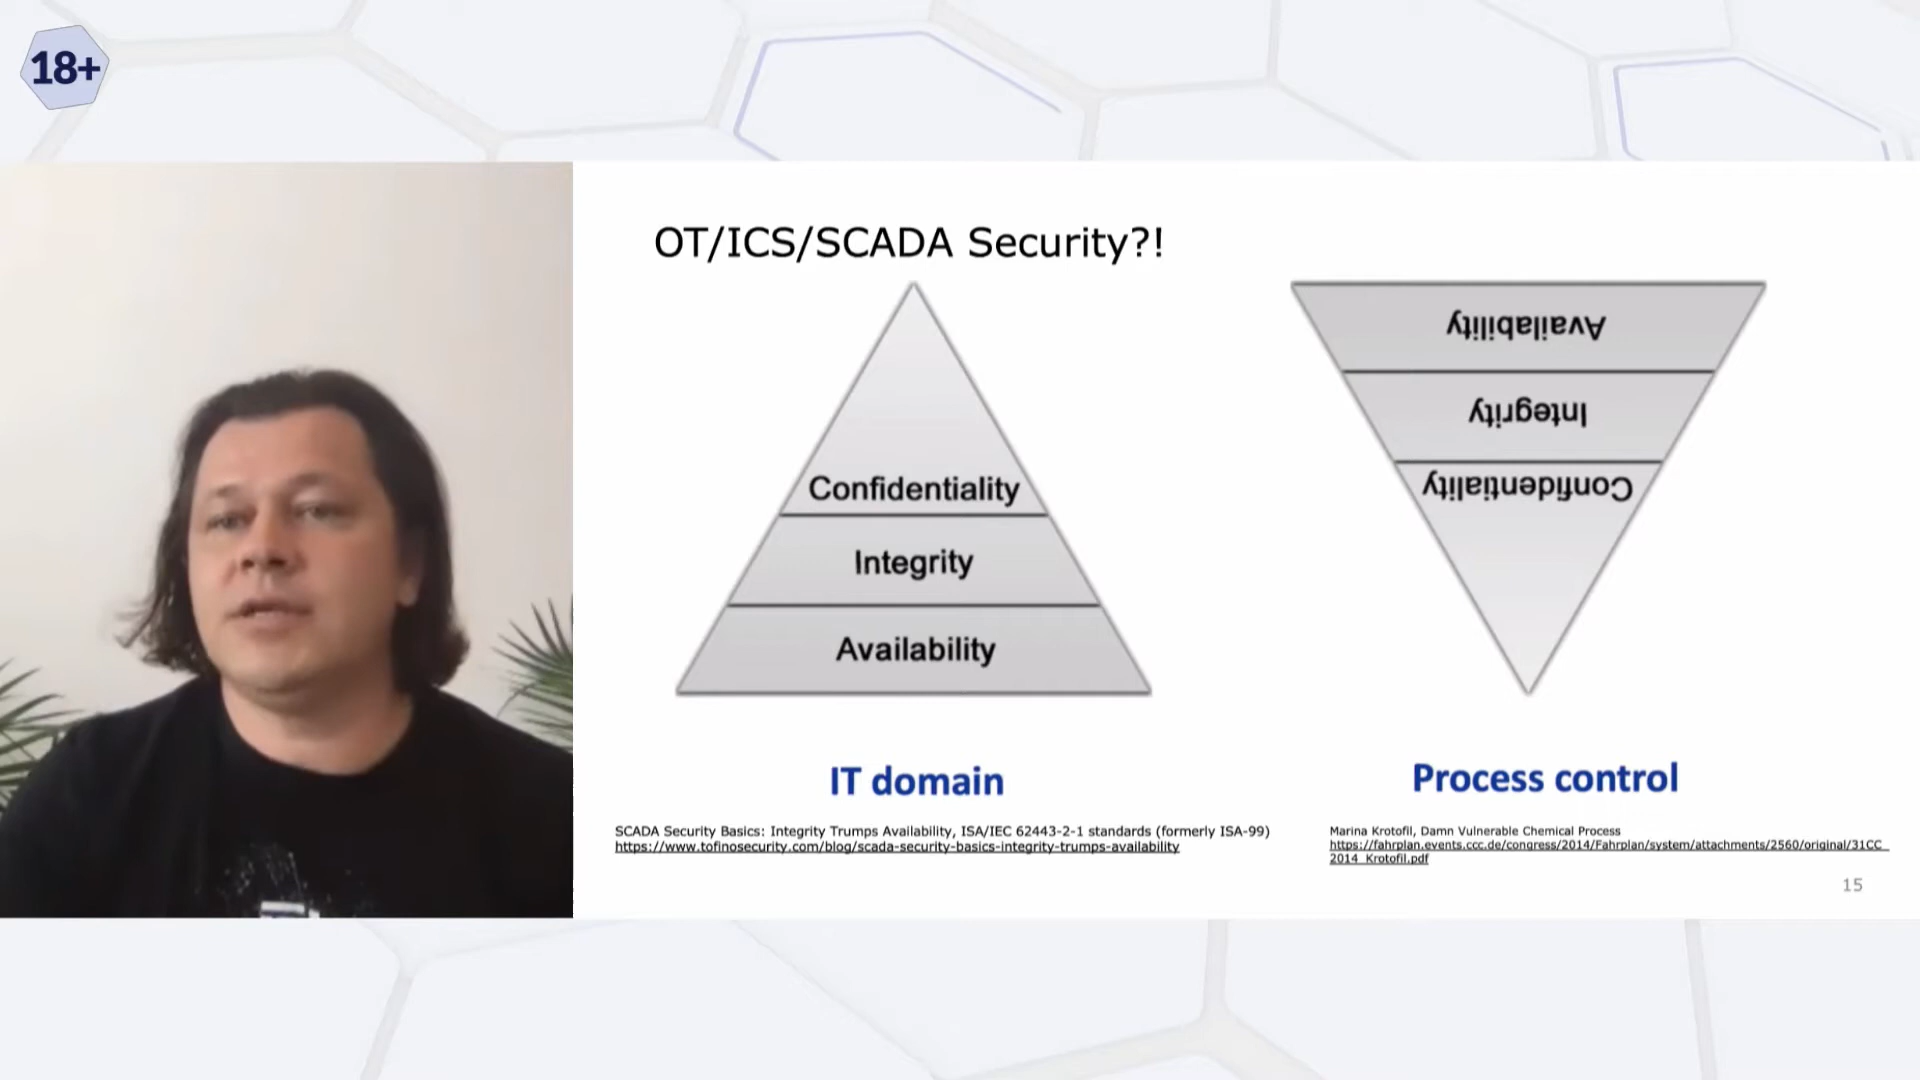 18+
OT/ICS/SCADA Security?!
Confidentiality
Integrity
Availability
Availability
Integrity
Confidentiality
IT domain
Process control
SCADA Security Basics: Integrity Trumps Availability, ISA/IEC 62443-2-1 standards (formerly ISA-99)
https://www.tofinosecurity.com/blog/scada-security-basics-integrity-trumps-availability
Marina Krotofil, Damn Vulnerable Chemical Process
https://fahrplan.events.ccc.de/congress/2014/Fahrplan/system/attachments/2560/original/31CC_
2014_Krotofil.pdf
15